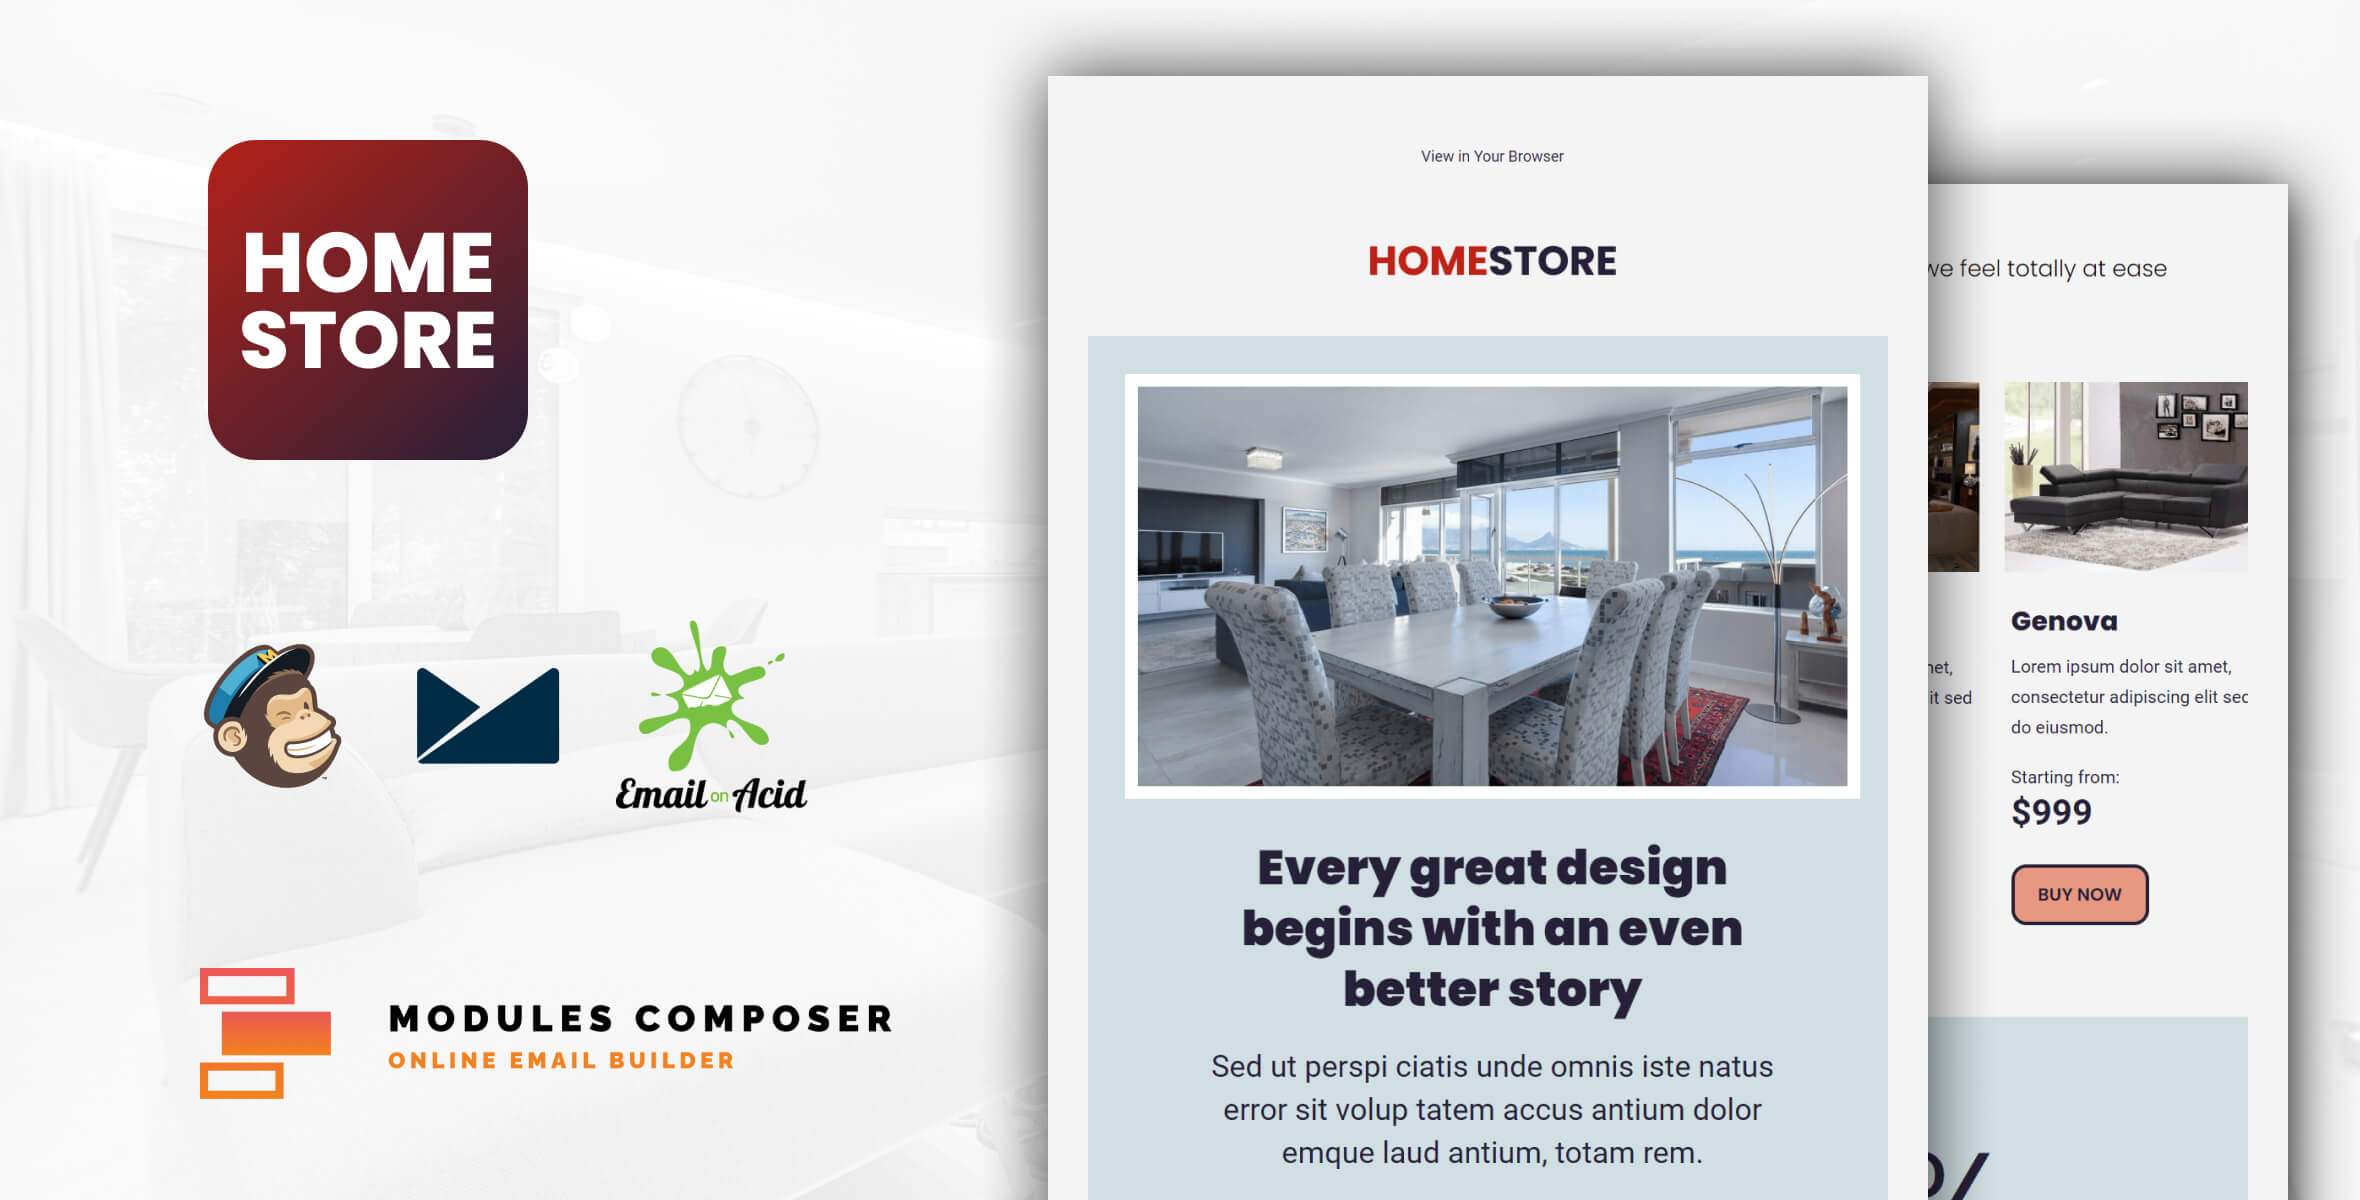 HOME
STORE
Email on Acid
MODULES COMPOSER
ONLINE EMAIL BUILDER
View in Your Browser
HOMESTORE
Every great design
begins with an even
better story
Sed ut perspi ciatis unde omnis iste natus
error sit volup tatem accus antium dolor
emque laud antium, totam rem.
we feel totally at ease
it sed
Genova
Lorem ipsum dolor sit amet,
consectetur adipiscing elit sed
do eiusmod.
Starting from:
$999
BUY NOW